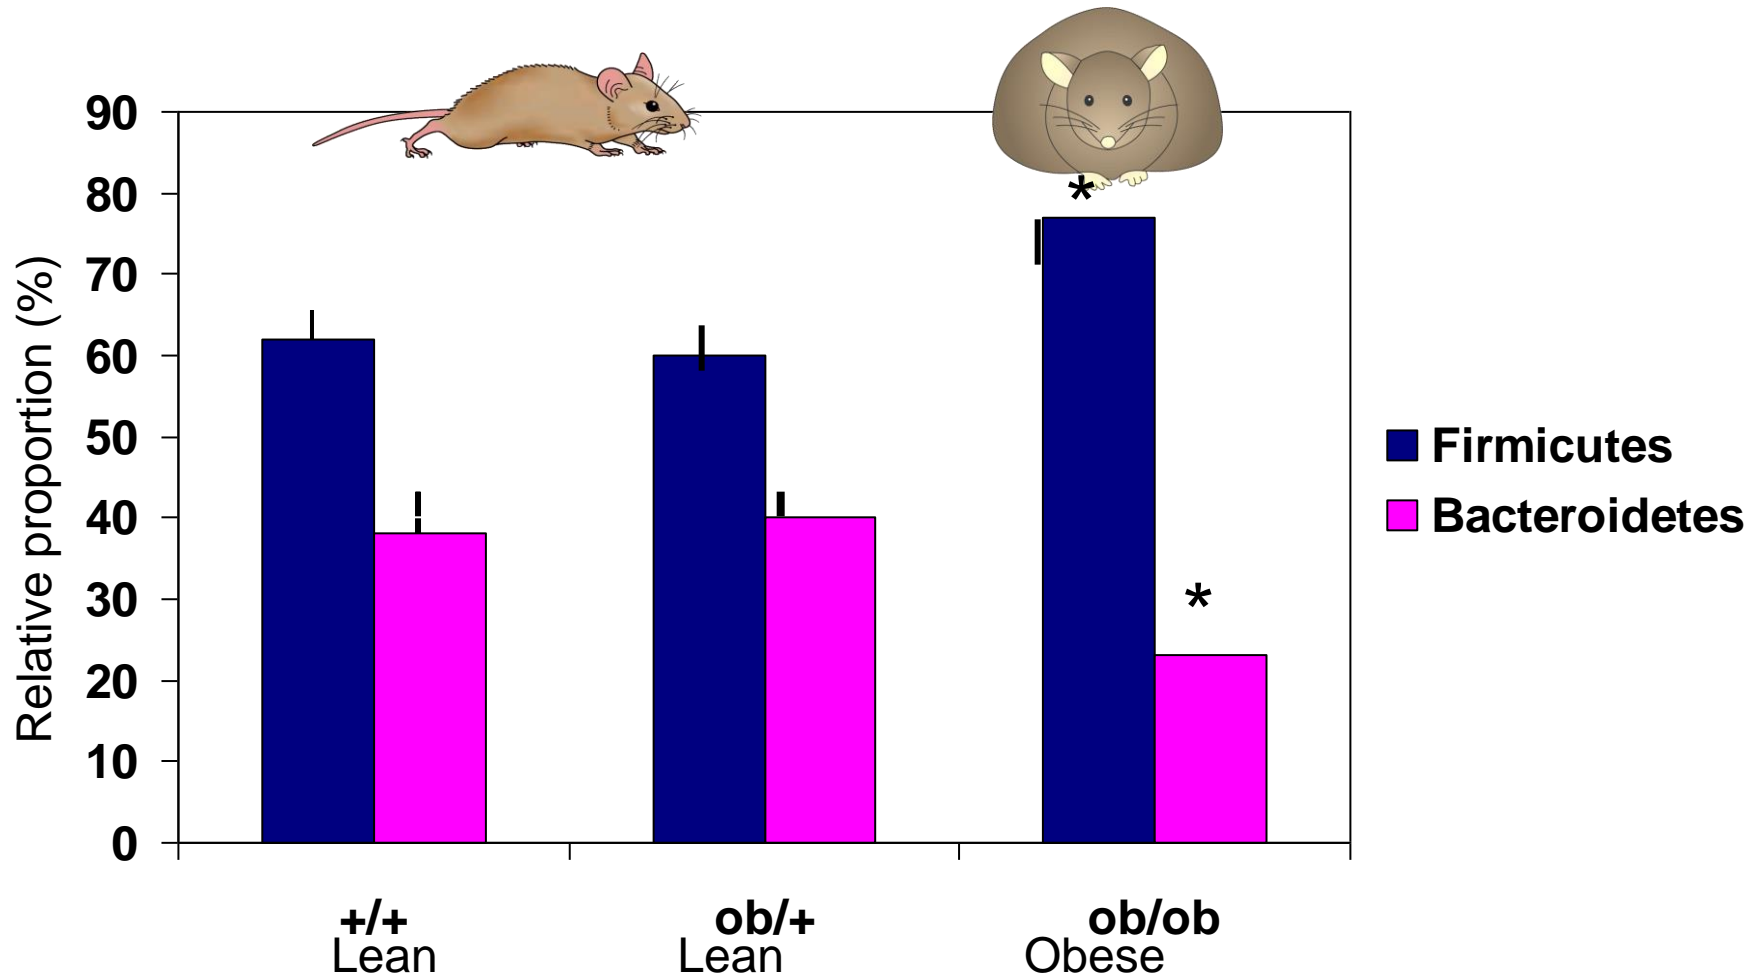 90
80
70
60
50
40
30
20
10
0
Relative proportion (%)
*
*
Firmicutes
Bacteroidetes
+/+ ob/+ ob/ob
Lean Lean Obese